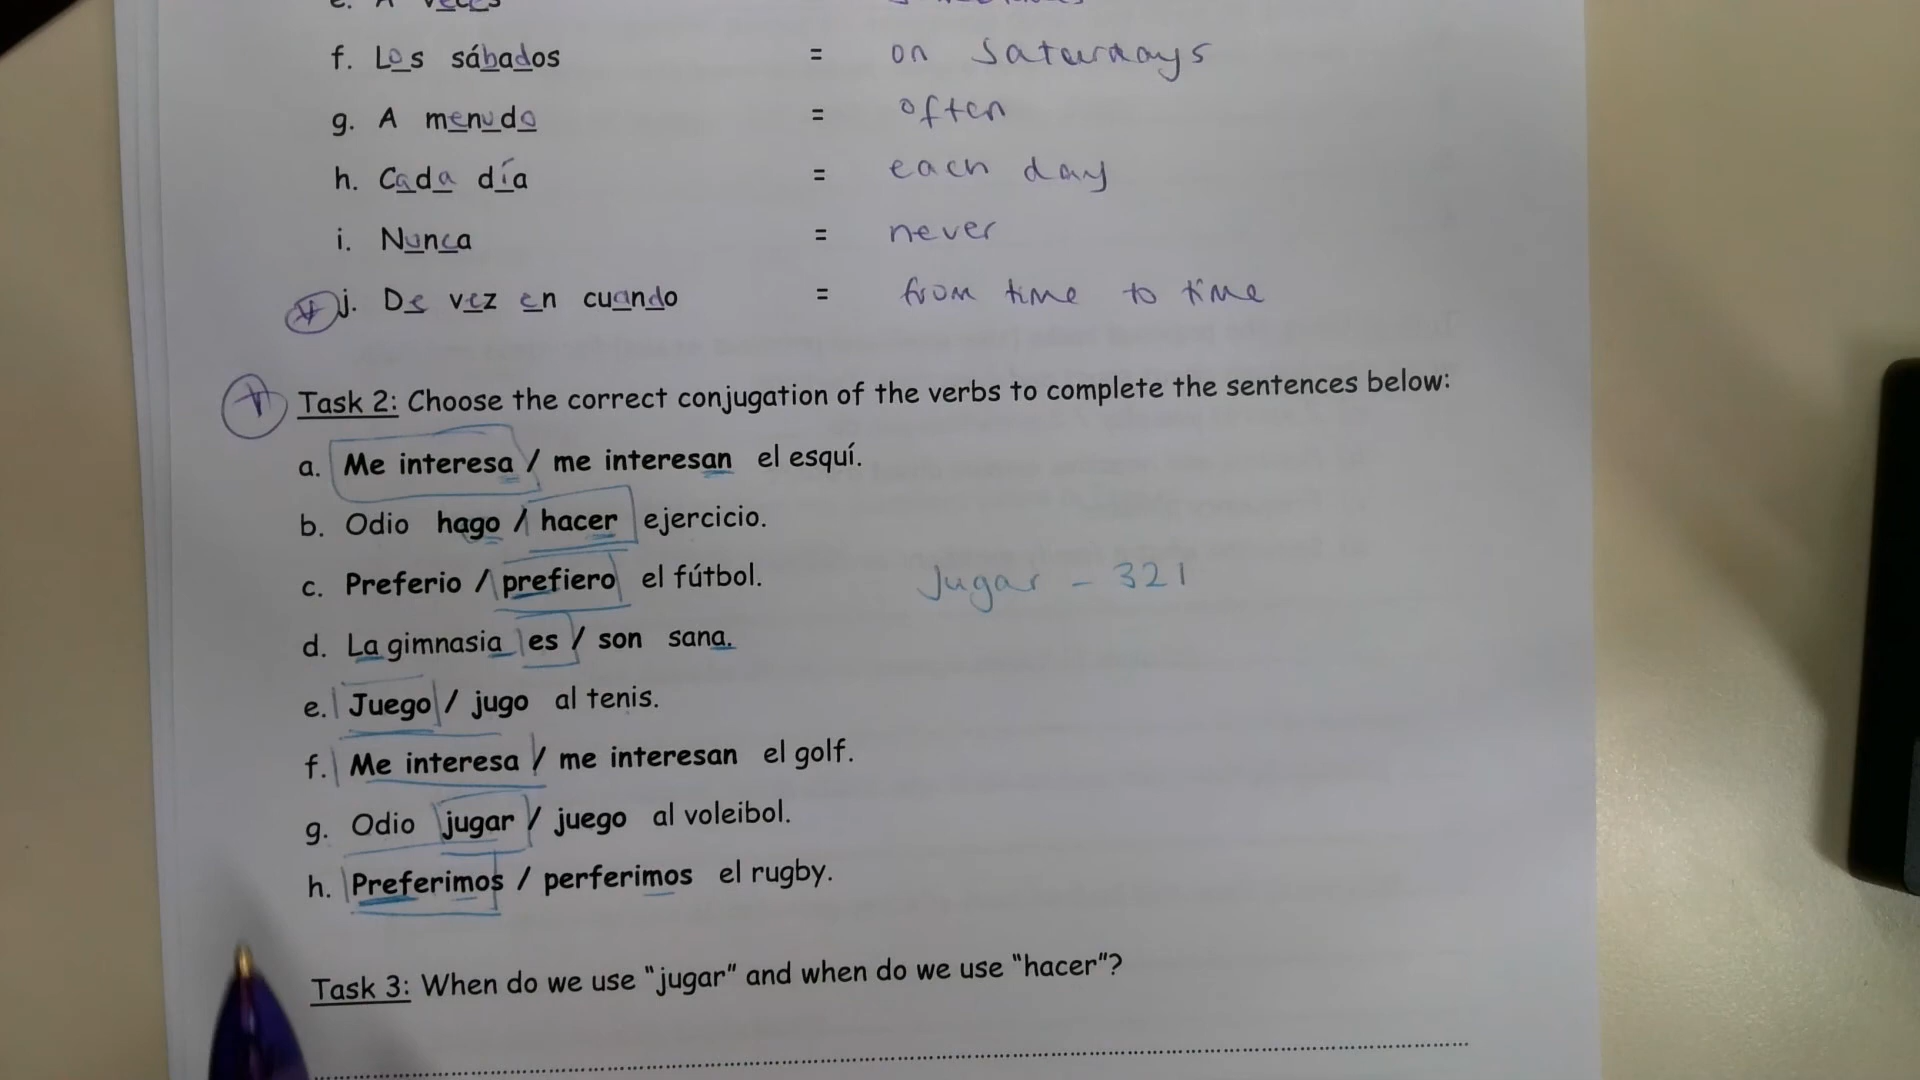 e. A veces
f. Los sábados = on Saturdays
g. A menudo = often
h. Cada día = each day
i. Nunca = never
j. De vez en cuando = from time to time
Task 2: Choose the correct conjugation of the verbs to complete the sentences below:
a. Me interesa / me interesan el esquí.
b. Odio hago / hacer ejercicio.
c. Preferio / prefiero el fútbol. Jugar - 321
d. La gimnasia es / son sana.
e. Juego / jugo al tenis.
f. Me interesa / me interesan el golf.
g. Odio jugar / juego al voleibol.
h. Preferimos / perferimos el rugby.
Task 3: When do we use "jugar" and when do we use "hacer"?